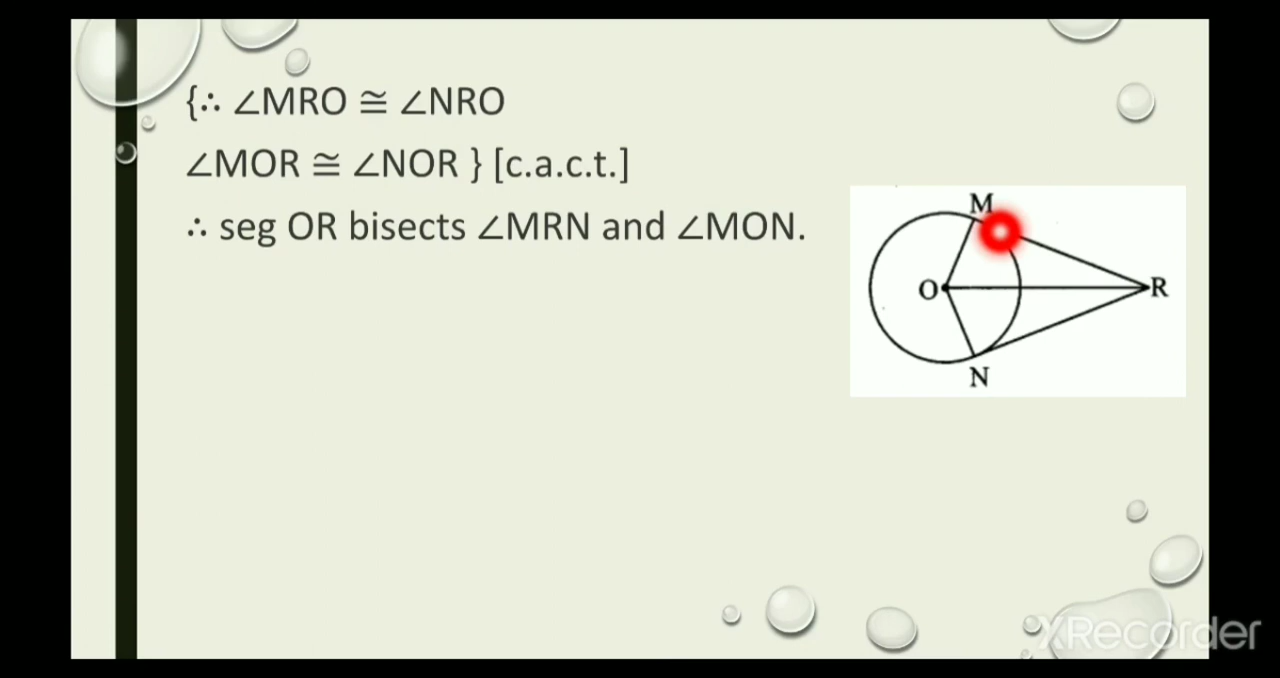 {∴ ∠MRO ≅ ∠NRO
∠MOR ≅ ∠NOR } [c.a.c.t.]
∴ seg OR bisects ∠MRN and ∠MON.
M
O
R
N
XRecorder